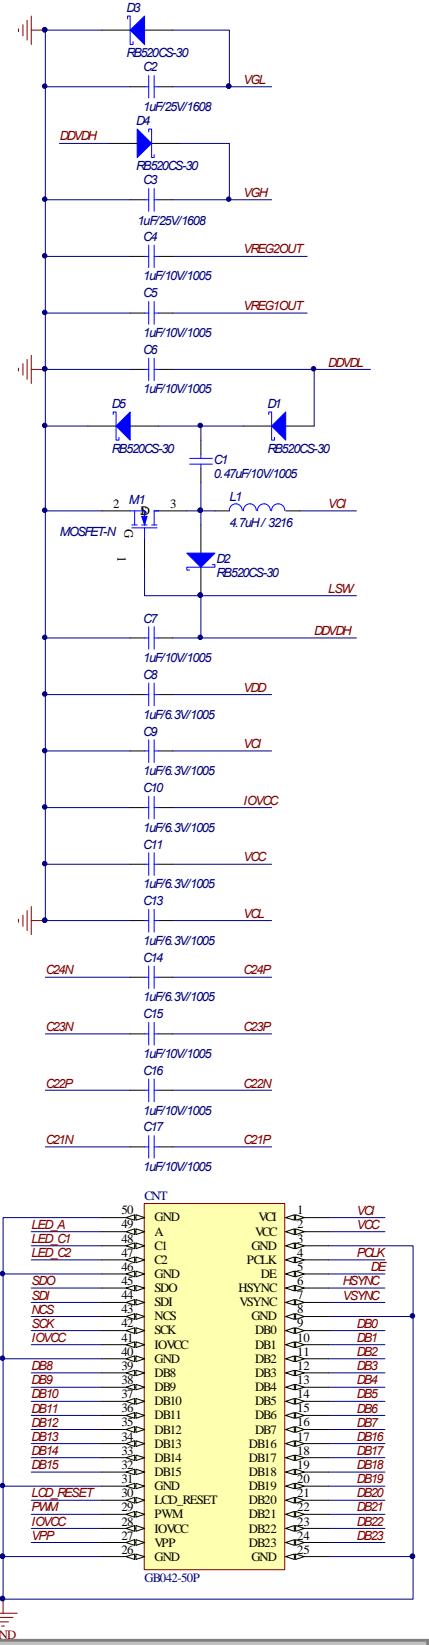 D3
RB520CS-30
C2
VGL
1uF/25V/1608
D4
DDVDH
RB520CS-30
C3
VGH
1uF/25V/1608
C4
VREG2OUT
1uF/10V/1005
C5
VREG1OUT
1uF/10V/1005
C6
DDVDL
1uF/10V/1005
D5 D1
RB520CS-30 RB520CS-30
C1
0.47uF/10V/1005
2 M1 3 L1 VCI
4.7uH / 3216
MOSFET-N G
1
D2
RB520CS-30
LSW
C7 DDVDH
1uF/10V/1005
C8
VDD
1uF/6.3V/1005
C9
VCI
1uF/6.3V/1005
C10
IOVCC
1uF/6.3V/1005
C11
VCC
1uF/6.3V/1005
C13
VCL
1uF/6.3V/1005
C14
C24N C24P
1uF/6.3V/1005
C15
C23N C23P
1uF/10V/1005
C16
C22P C22N
1uF/10V/1005
C17
C21N C21P
1uF/10V/1005
CNT
50 GND VCI 1 VCI
LED_A 49 A VCC 2 VCC
LED_C1 48 C1 GND 3
LED_C2 47 C2 PCLK 4 PCLK
46 GND DE 5 DE
SDO 45 SDO HSYNC 6 HSYNC
SDI 44 SDI VSYNC 7 VSYNC
NCS 43 NCS GND 8
SCK 42 SCK DB0 9 DB0
IOVCC 41 IOVCC DB1 10 DB1
40 GND DB2 11 DB2
DB8 39 DB8 DB3 12 DB3
DB9 38 DB9 DB4 13 DB4
DB10 37 DB10 DB5 14 DB5
DB11 36 DB11 DB6 15 DB6
DB12 35 DB12 DB7 16 DB7
DB13 34 DB13 DB16 17 DB16
DB14 33 DB14 DB17 18 DB17
DB15 32 DB15 DB18 19 DB18
31 GND DB19 20 DB19
LCD_RESET 30 LCD_RESET DB20 21 DB20
PWM 29 PWM DB21 22 DB21
IOVCC 28 IOVCC DB22 23 DB22
VPP 27 VPP DB23 24 DB23
26 GND GND 25
GB042-50P